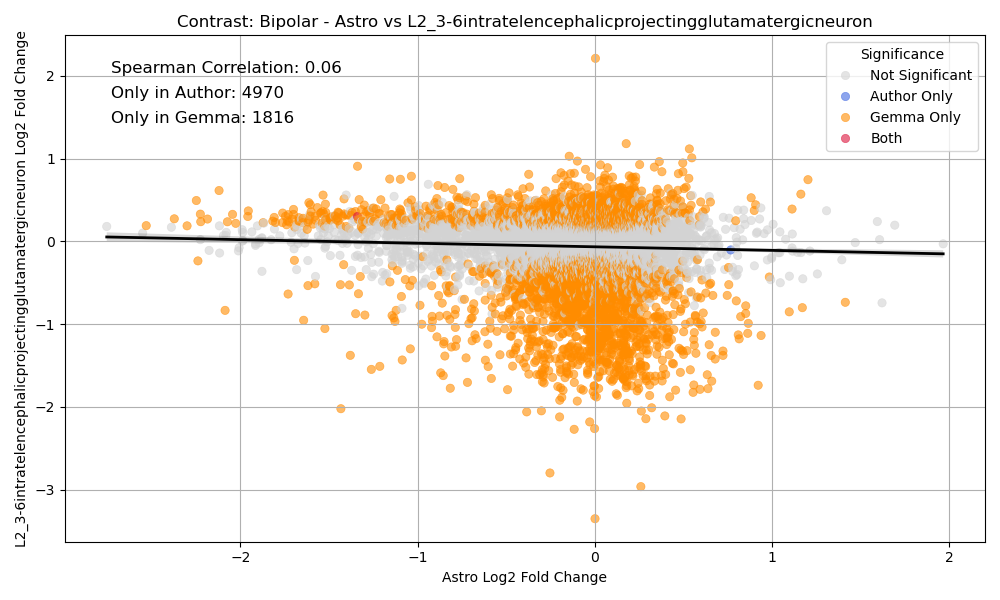 Contrast: Bipolar - Astro vs L2_3-6intratelencephalicprojectingglutamatergicneuron
Spearman Correlation: 0.06
Only in Author: 4970
Only in Gemma: 1816
Significance
Not Significant
Author Only
Gemma Only
Both
L2_3-6intratelencephalicprojectingglutamatergicneuron Log2 Fold Change
2
1
0
−1
−2
−3
−2
−1
0
1
2
Astro Log2 Fold Change